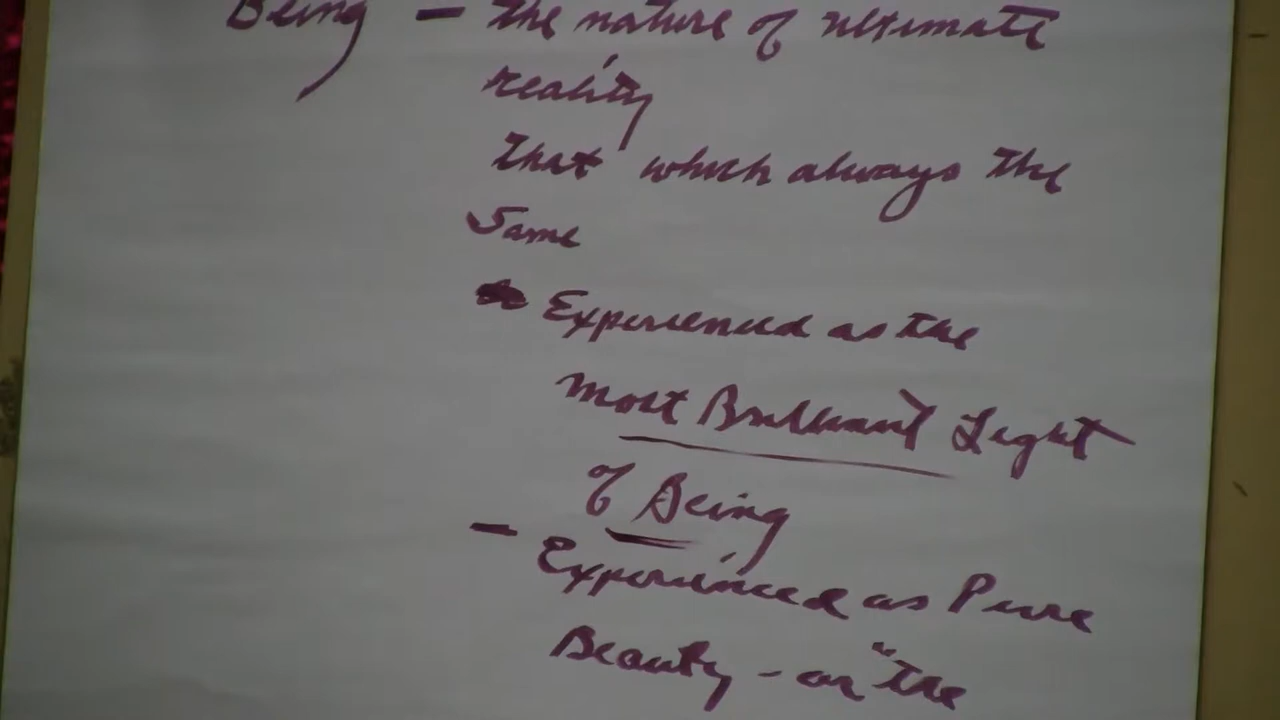 Being — The nature of ultimate
reality
That which always the
Same
Experienced as the
most Brilliant Light
of Being
— Experienced as Pure
Beauty - or "The